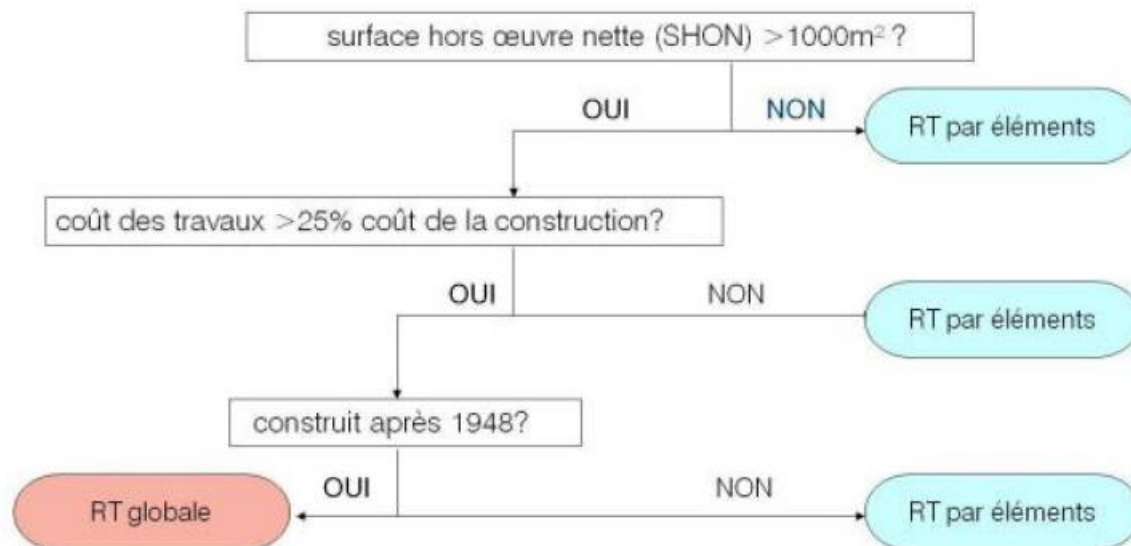 surface hors œuvre nette (SHON) >1000m² ?
OUI
NON
RT par éléments
coût des travaux >25% coût de la construction?
OUI
NON
RT par éléments
construit après 1948?
OUI
NON
RT globale
RT par éléments